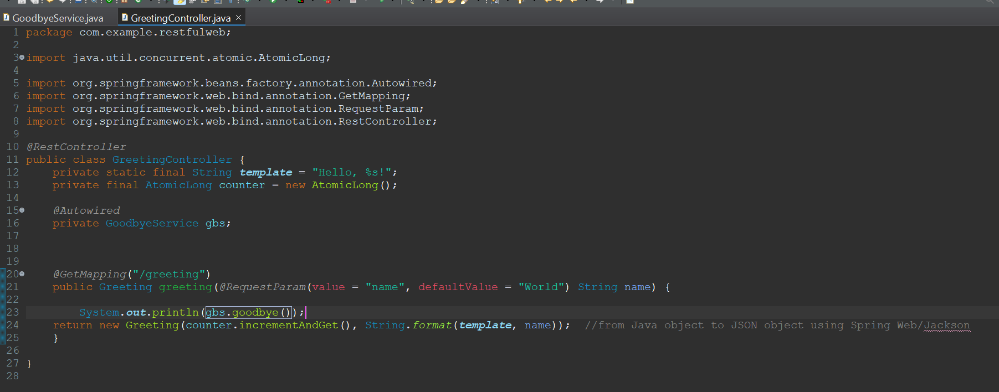 GoodbyeService.java GreetingController.java
1 package com.example.restfulweb;
2
3 import java.util.concurrent.atomic.AtomicLong;
4
5 import org.springframework.beans.factory.annotation.Autowired;
6 import org.springframework.web.bind.annotation.GetMapping;
7 import org.springframework.web.bind.annotation.RequestParam;
8 import org.springframework.web.bind.annotation.RestController;
9
10 @RestController
11 public class GreetingController {
12     private static final String template = "Hello, %s!";
13     private final AtomicLong counter = new AtomicLong();
14
15     @Autowired
16     private GoodbyeService gbs;
17
18
19
20     @GetMapping("/greeting")
21     public Greeting greeting(@RequestParam(value = "name", defaultValue = "World") String name) {
22
23         System.out.println(gbs.goodbye());
24     return new Greeting(counter.incrementAndGet(), String.format(template, name));  //from Java object to JSON object using Spring Web/Jackson
25     }
26
27 }
28